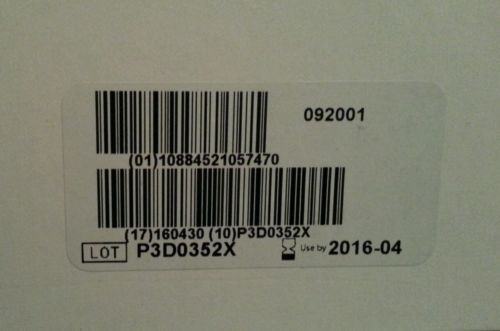 092001
(01)10884521057470
(17)160430 (10)P3D0352X
LOT P3D0352X Use by 2016-04